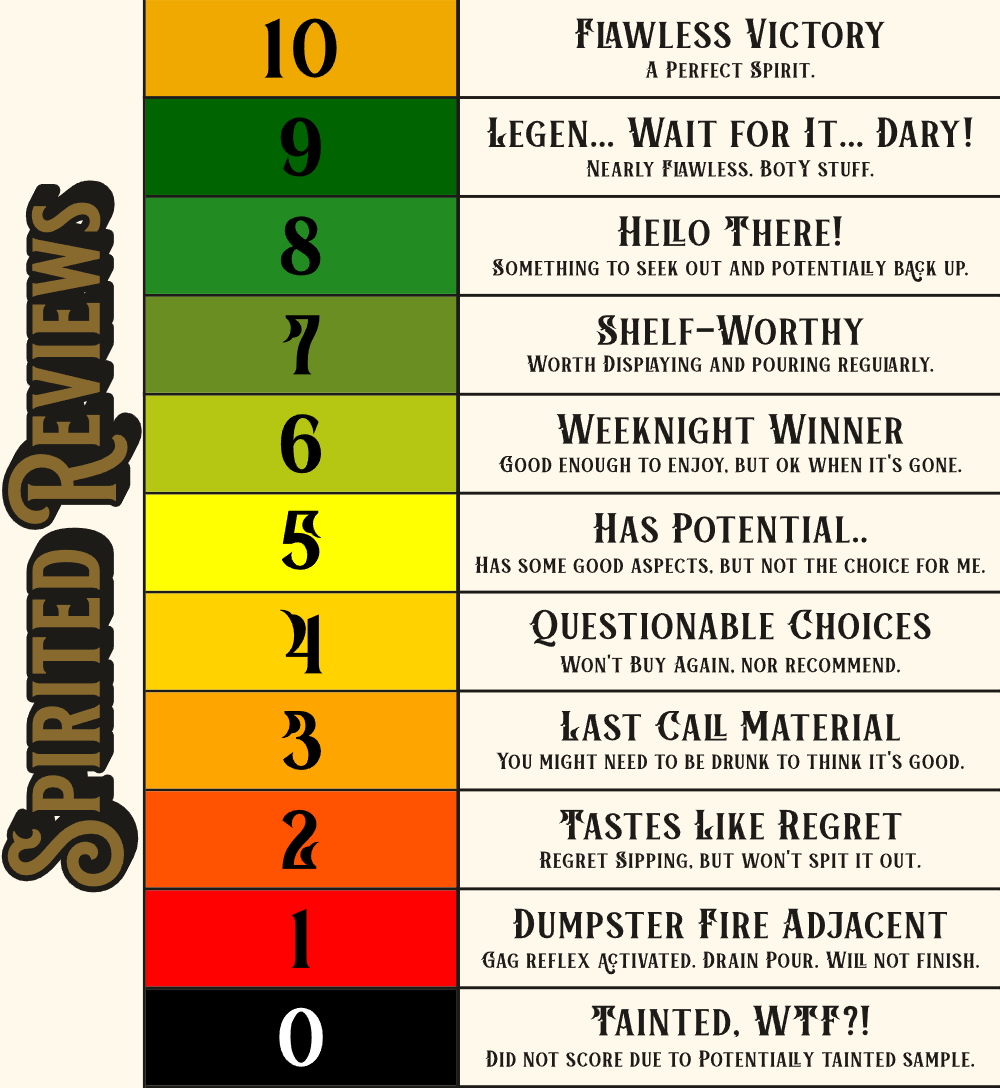 Spirited Reviews
10
Flawless Victory
A Perfect Spirit.
9
Legen... Wait for It... Dary!
Nearly Flawless. BotY stuff.
8
Hello There!
Something to seek out and potentially back up.
7
Shelf-Worthy
Worth Displaying and pouring regularly.
6
Weeknight Winner
Good enough to enjoy, but ok when it's gone.
5
Has Potential..
Has some good aspects, but not the choice for me.
4
Questionable Choices
Won't Buy Again, nor recommend.
3
Last Call Material
You might need to be drunk to think it's good.
2
Tastes Like Regret
Regret Sipping, but won't spit it out.
1
Dumpster Fire Adjacent
Gag reflex Activated. Drain Pour. Will not finish.
0
Tainted, WTF?!
Did not score due to Potentially tainted sample.